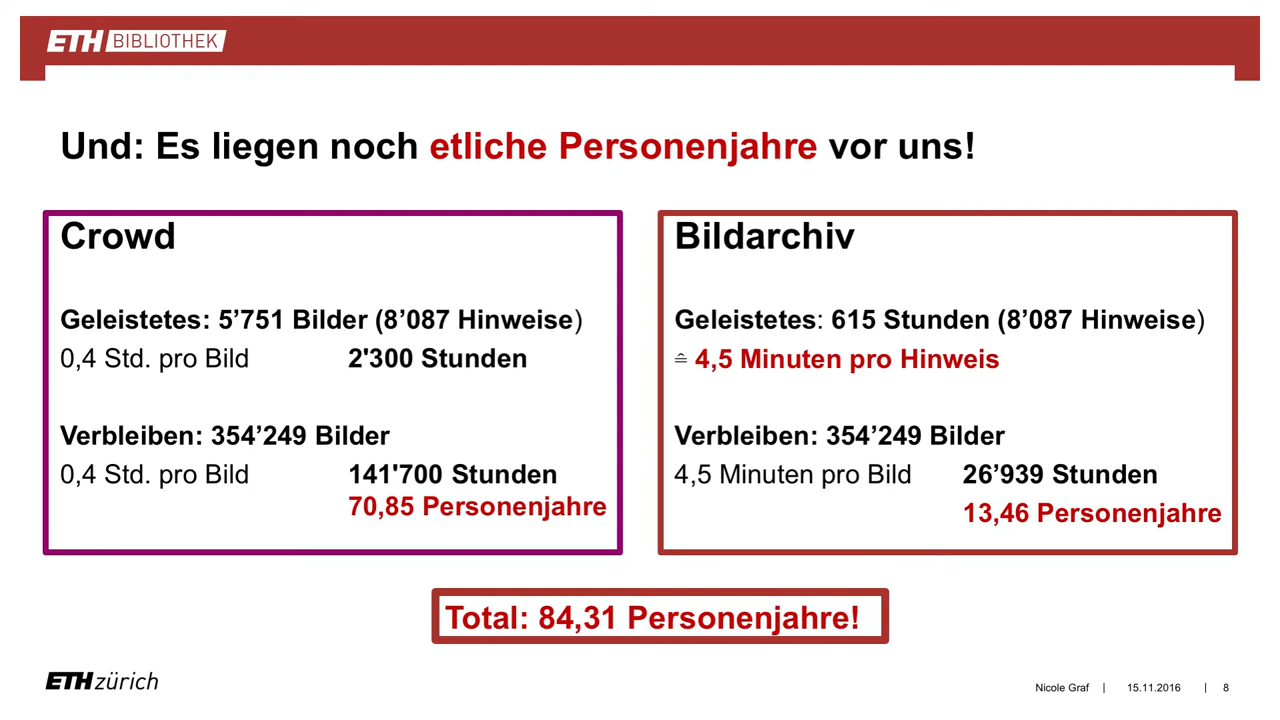 ETH BIBLIOTHEK
Und: Es liegen noch etliche Personenjahre vor uns!
Crowd
Geleistetes: 5’751 Bilder (8’087 Hinweise)
0,4 Std. pro Bild 2'300 Stunden
Verbleiben: 354’249 Bilder
0,4 Std. pro Bild 141'700 Stunden
70,85 Personenjahre
Bildarchiv
Geleistetes: 615 Stunden (8’087 Hinweise)
≙ 4,5 Minuten pro Hinweis
Verbleiben: 354’249 Bilder
4,5 Minuten pro Bild 26’939 Stunden
13,46 Personenjahre
Total: 84,31 Personenjahre!
ETH zürich
Nicole Graf | 15.11.2016 | 8